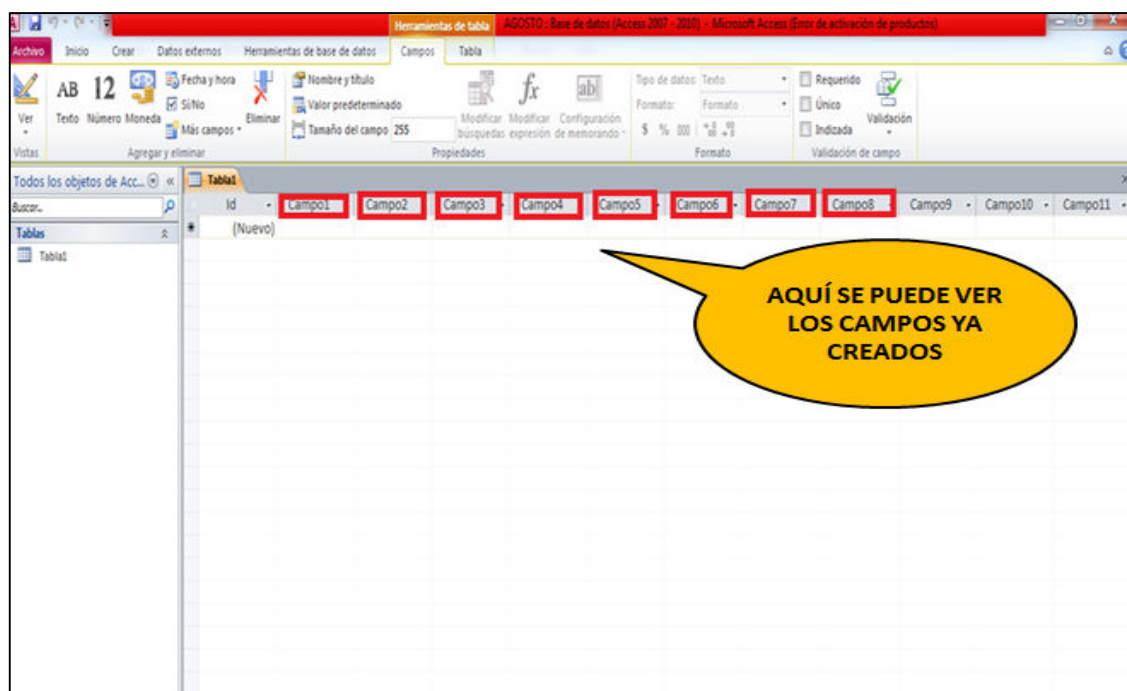 Herramientas de tabla AGOSTO : Base de datos (Access 2007 - 2010) - Microsoft Access (Error de activación de productos)
Archivo Inicio Crear Datos externos Herramientas de base de datos Campos Tabla
Ver
Vistas
AB Texto
12 Número
Moneda
Fecha y hora
Sí/No
Más campos
Eliminar
Agregar y eliminar
Nombre y título
Valor predeterminado
Tamaño del campo 255
Modificar búsquedas
fx Modificar expresión
ab Configuración de memorando
Propiedades
Tipo de datos: Texto
Formato: Formato
$ % 000
Formato
Requerido
Único
Indizada
Validación
Validación de campo
Todos los objetos de Acc... «
Buscar...
Tablas
Tabla1
Tabla1
Id Campo1 Campo2 Campo3 Campo4 Campo5 Campo6 Campo7 Campo8 Campo9 Campo10 Campo11
* (Nuevo)
AQUÍ SE PUEDE VER
LOS CAMPOS YA
CREADOS